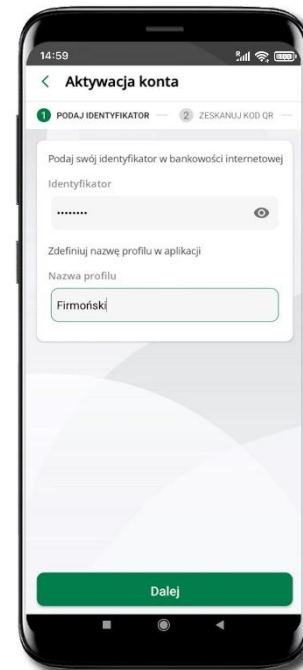 14:59
Aktywacja konta
1 PODAJ IDENTYFIKATOR 2 ZESKANUJ KOD QR
Podaj swój identyfikator w bankowości internetowej
Identyfikator
••••••••
Zdefiniuj nazwę profilu w aplikacji
Nazwa profilu
Firmoński
Dalej